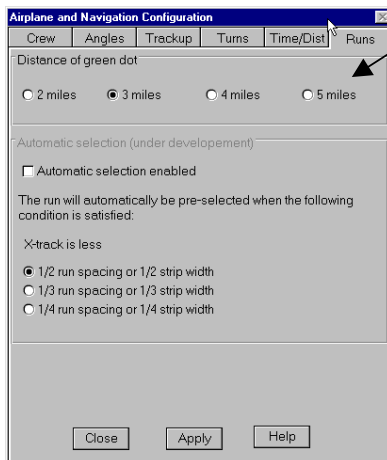 Airplane and Navigation Configuration
Crew Angles Trackup Turns Time/Dist Runs
Distance of green dot
2 miles 3 miles 4 miles 5 miles
Automatic selection (under developement)
Automatic selection enabled
The run will automatically be pre-selected when the following
condition is satisfied:
X-track is less
1/2 run spacing or 1/2 strip width
1/3 run spacing or 1/3 strip width
1/4 run spacing or 1/4 strip width
Close Apply Help